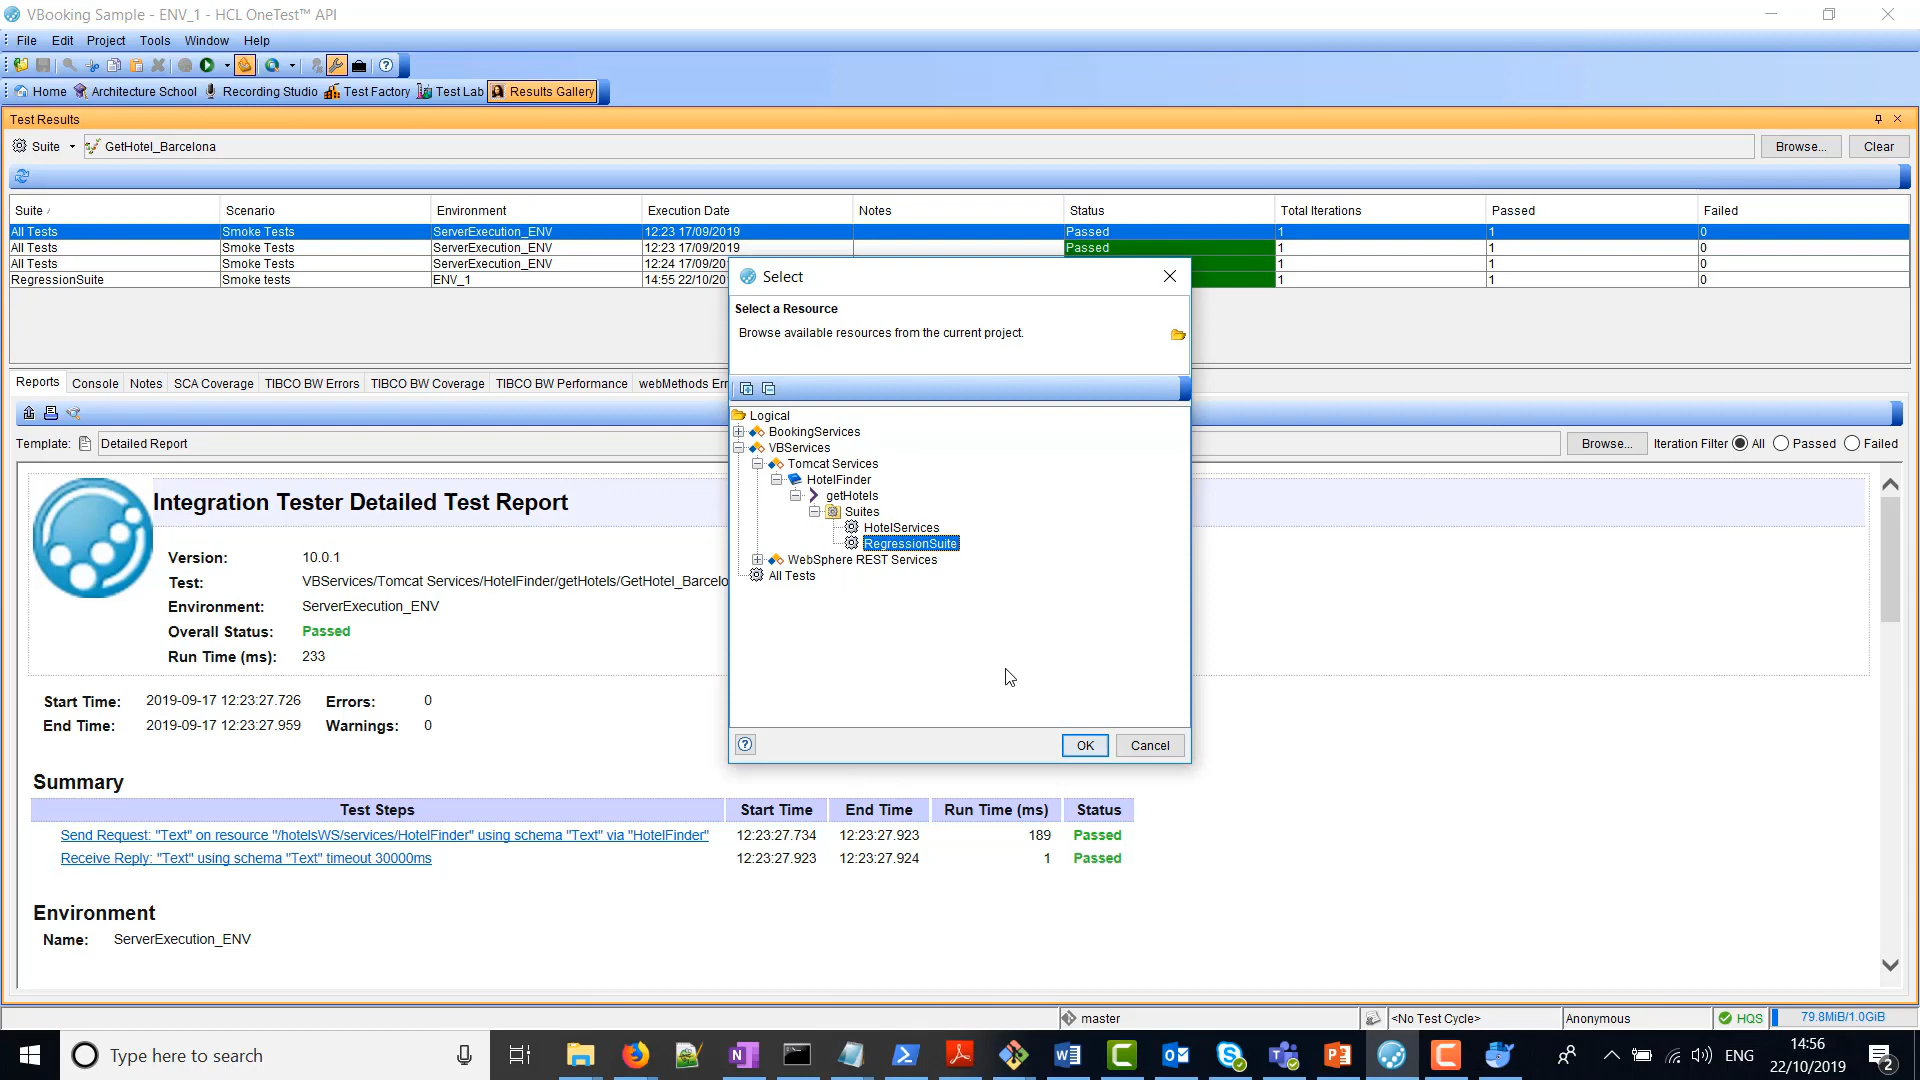 VBooking Sample - ENV_1 - HCL OneTest™ API
File Edit Project Tools Window Help
Home Architecture School Recording Studio Test Factory Test Lab Results Gallery
Test Results
Suite GetHotel_Barcelona Browse... Clear
Suite Scenario Environment Execution Date Notes Status Total Iterations Passed Failed
All Tests Smoke Tests ServerExecution_ENV 12:23 17/09/2019 Passed 1 1 0
All Tests Smoke Tests ServerExecution_ENV 12:23 17/09/2019 Passed 1 1 0
All Tests Smoke Tests ServerExecution_ENV 12:24 17/09/201 1 1 0
RegressionSuite Smoke tests ENV_1 14:55 22/10/20 1 1 0
Select
Select a Resource
Browse available resources from the current project.
Logical
BookingServices
VBServices
Tomcat Services
HotelFinder
getHotels
Suites
HotelServices
RegressionSuite
WebSphere REST Services
All Tests
OK Cancel
Reports Console Notes SCA Coverage TIBCO BW Errors TIBCO BW Coverage TIBCO BW Performance webMethods Err
Template: Detailed Report Browse... Iteration Filter All Passed Failed
Integration Tester Detailed Test Report
Version: 10.0.1
Test: VBServices/Tomcat Services/HotelFinder/getHotels/GetHotel_Barcelo
Environment: ServerExecution_ENV
Overall Status: Passed
Run Time (ms): 233
Start Time: 2019-09-17 12:23:27.726 Errors: 0
End Time: 2019-09-17 12:23:27.959 Warnings: 0
Summary
Test Steps Start Time End Time Run Time (ms) Status
Send Request: "Text" on resource "/hotelsWS/services/HotelFinder" using schema "Text" via "HotelFinder" 12:23:27.734 12:23:27.923 189 Passed
Receive Reply: "Text" using schema "Text" timeout 30000ms 12:23:27.923 12:23:27.924 1 Passed
Environment
Name: ServerExecution_ENV
master <No Test Cycle> Anonymous HQS 79.8MiB/1.0GiB
Type here to search ENG 14:56
22/10/2019 2